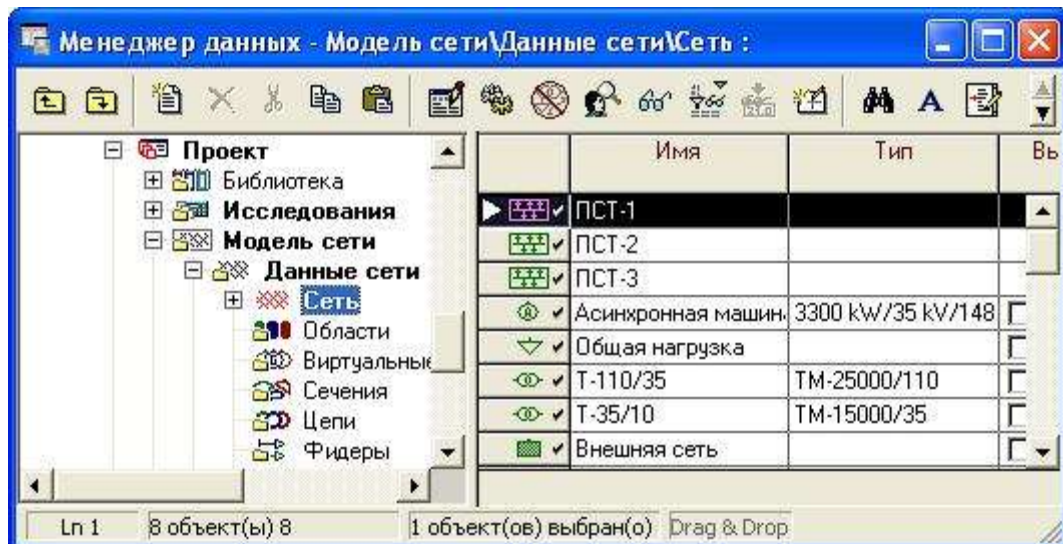 Менеджер данных - Модель сети\Данные сети\Сеть :
Проект
Библиотека
Исследования
Модель сети
Данные сети
Сеть
Области
Виртуальные
Сечения
Цепи
Фидеры
Имя Тип Вы
ПСТ-1
ПСТ-2
ПСТ-3
Асинхронная машин 3300 kW/35 kV/148
Общая нагрузка
Т-110/35 ТМ-25000/110
Т-35/10 ТМ-15000/35
Внешняя сеть
Ln 1 8 объект(ы) 8 1 объект(ов) выбран(о) Drag & Drop